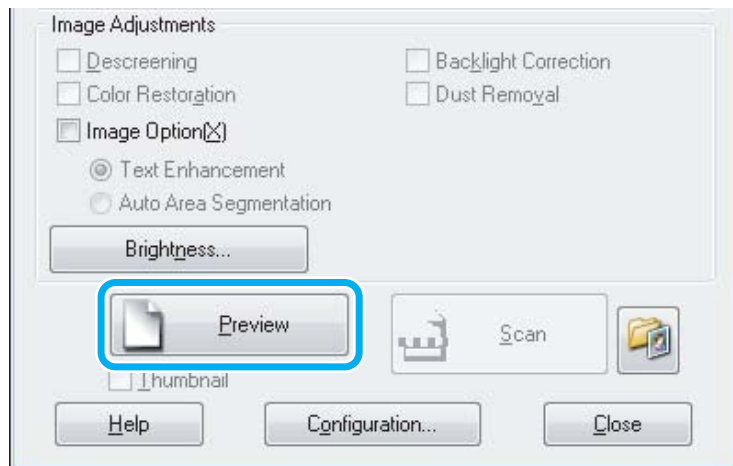 Image Adjustments
Descreening
Backlight Correction
Color Restoration
Dust Removal
Image Option(X)
Text Enhancement
Auto Area Segmentation
Brightness...
Preview
Scan
Thumbnail
Help
Configuration...
Close